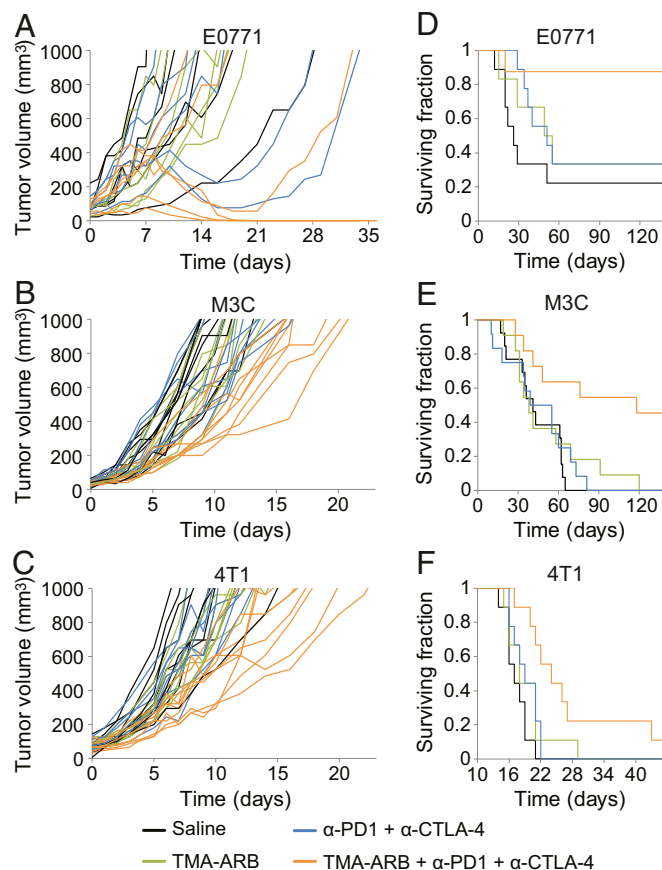 A
E0771
Tumor volume (mm³)
1000
800
600
400
200
0
0 7 14 21 28 35
Time (days)
D
E0771
Surviving fraction
1
0.8
0.6
0.4
0.2
0
0 30 60 90 120
Time (days)
B
M3C
Tumor volume (mm³)
1000
800
600
400
200
0
0 5 10 15 20
Time (days)
E
M3C
Surviving fraction
1
0.8
0.6
0.4
0.2
0
0 30 60 90 120
Time (days)
C
4T1
Tumor volume (mm³)
1000
800
600
400
200
0
0 5 10 15 20
Time (days)
F
4T1
Surviving fraction
1
0.8
0.6
0.4
0.2
0
10 16 22 28 34 40
Time (days)
Saline
α-PD1 + α-CTLA-4
TMA-ARB
TMA-ARB + α-PD1 + α-CTLA-4